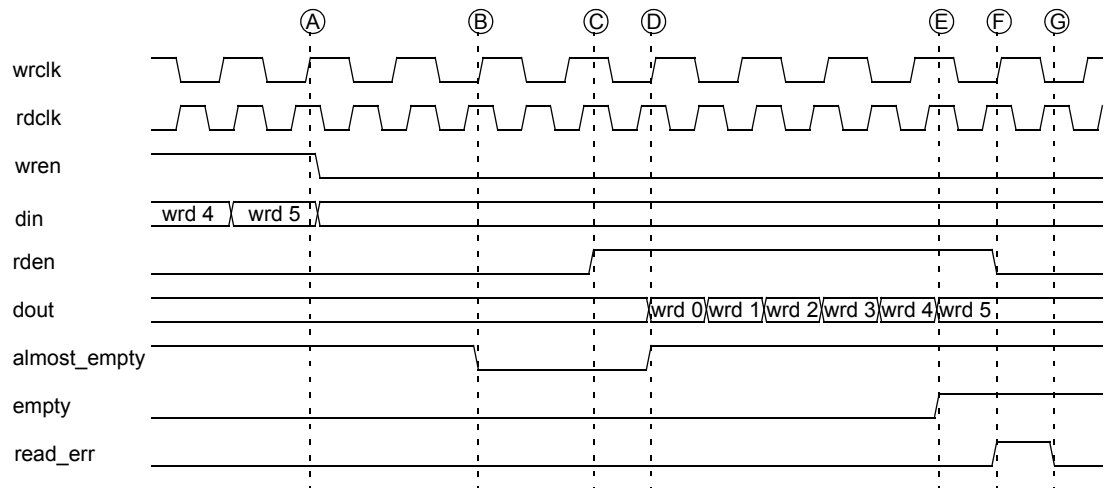 A B C D E F G
wrclk
rdclk
wren
din wrd 4 wrd 5
rden
dout wrd 0 wrd 1 wrd 2 wrd 3 wrd 4 wrd 5
almost_empty
empty
read_err